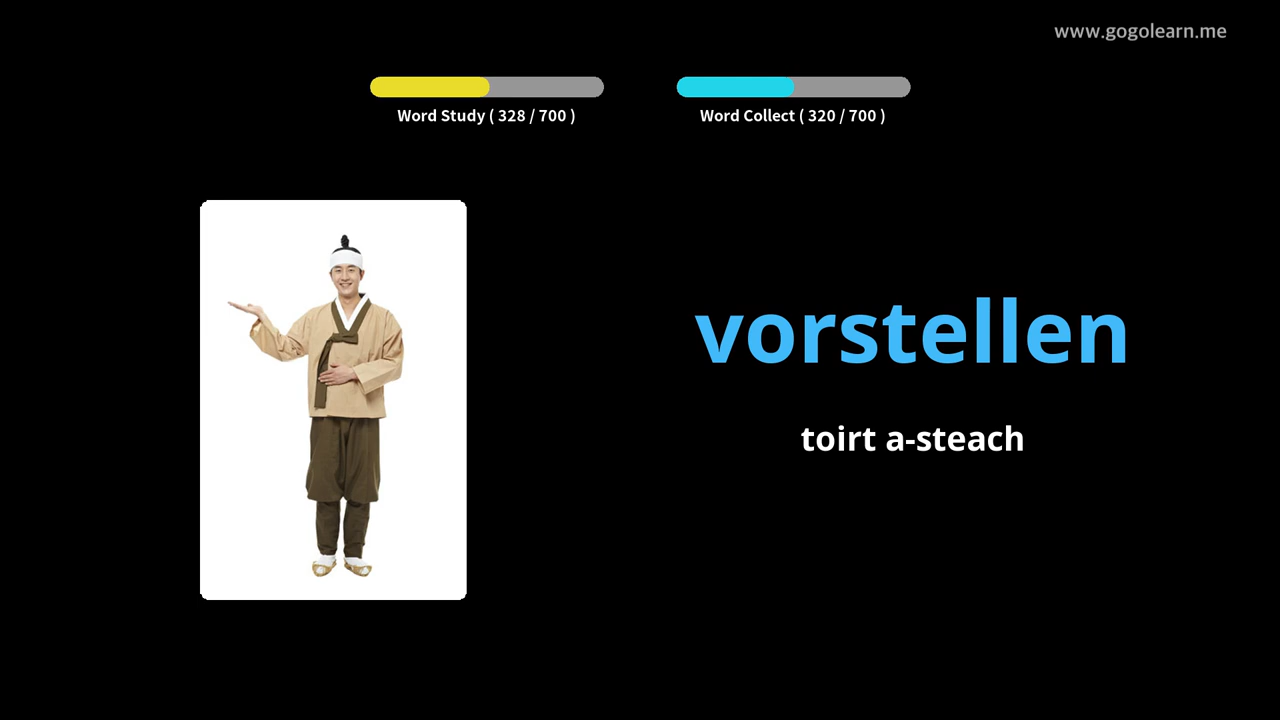 www.gogolearn.me
Word Study ( 328 / 700 )
Word Collect ( 320 / 700 )
vorstellen
toirt a-steach